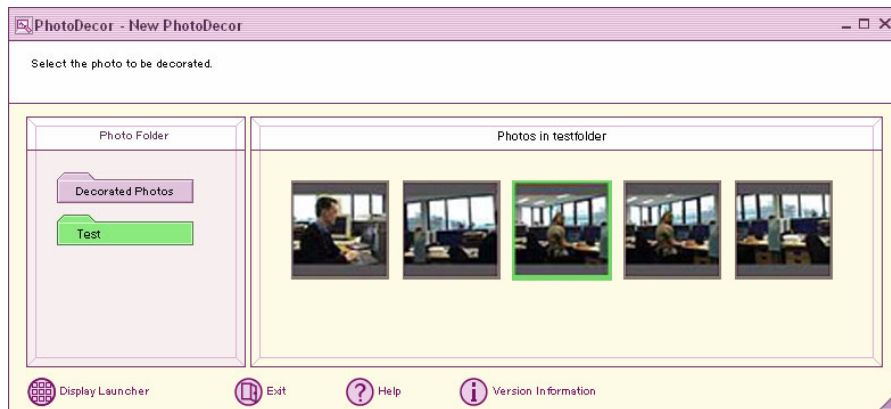 PhotoDecor - New PhotoDecor
Select the photo to be decorated.
Photo Folder
Photos in testfolder
Decorated Photos
Test
Display Launcher
Exit
Help
Version Information